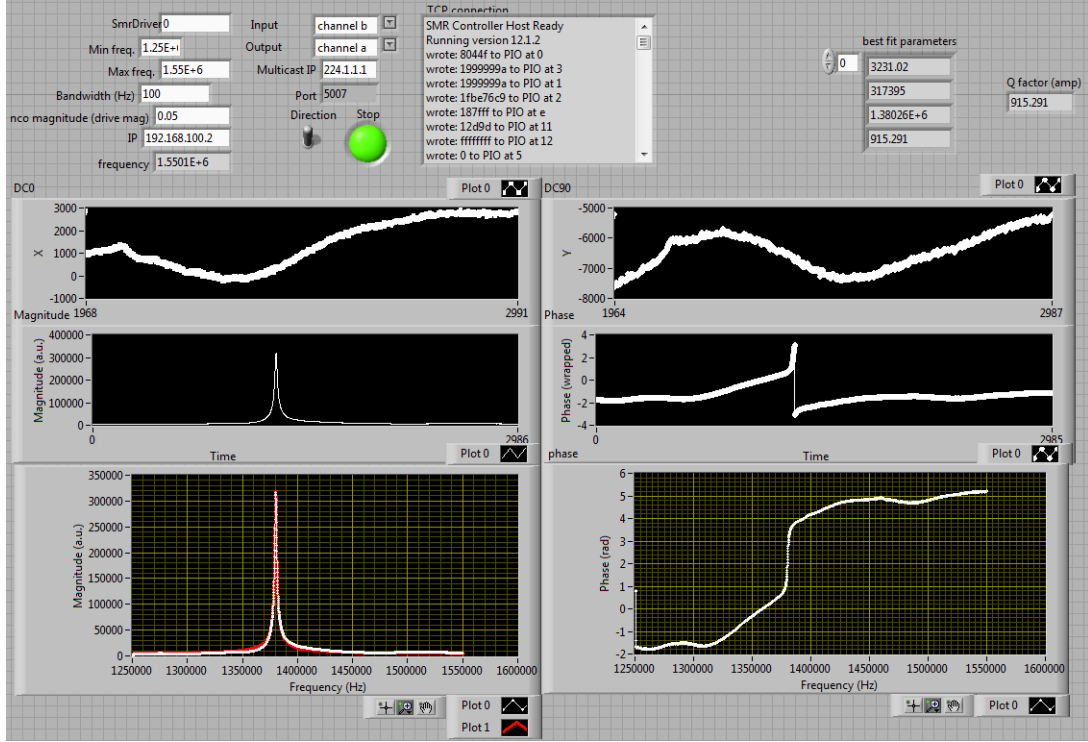 SmrDriver 0
Min freq. 1.25E+
Max freq. 1.55E+6
Bandwidth (Hz) 100
nco magnitude (drive mag) 0.05
IP 192.168.100.2
frequency 1.5501E+6
Input channel b
Output channel a
Multicast IP 224.1.1.1
Port 5007
Direction Stop
TCP connection
SMR Controller Host Ready
Running version 12.1.2
wrote: 8044f to PIO at 0
wrote: 1999999a to PIO at 3
wrote: 1999999a to PIO at 1
wrote: 1fbe76c9 to PIO at 2
wrote: 187fff to PIO at e
wrote: 12d9d to PIO at 11
wrote: ffffffff to PIO at 12
wrote: 0 to PIO at 5
best fit parameters
0
3231.02
317395
1.38026E+6
915.291
Q factor (amp)
915.291
DC0
Plot 0
X
3000
2000
1000
0
-1000
1968
2991
DC90
Plot 0
Y
-5000
-6000
-7000
-8000
1964
2987
Magnitude
Magnitude (a.u.)
400000
300000
200000
100000
0
0
2986
Time
Plot 0
Phase
Phase (wrapped)
4
2
0
-2
-4
0
2985
Time
Plot 0
Magnitude (a.u.)
350000
300000
250000
200000
150000
100000
50000
0
1250000 1300000 1350000 1400000 1450000 1500000 1550000 1600000
Frequency (Hz)
Plot 0
Plot 1
phase
Phase (rad)
6
5
4
3
2
1
0
-1
-2
1250000 1300000 1350000 1400000 1450000 1500000 1550000 1600000
Frequency (Hz)
Plot 0